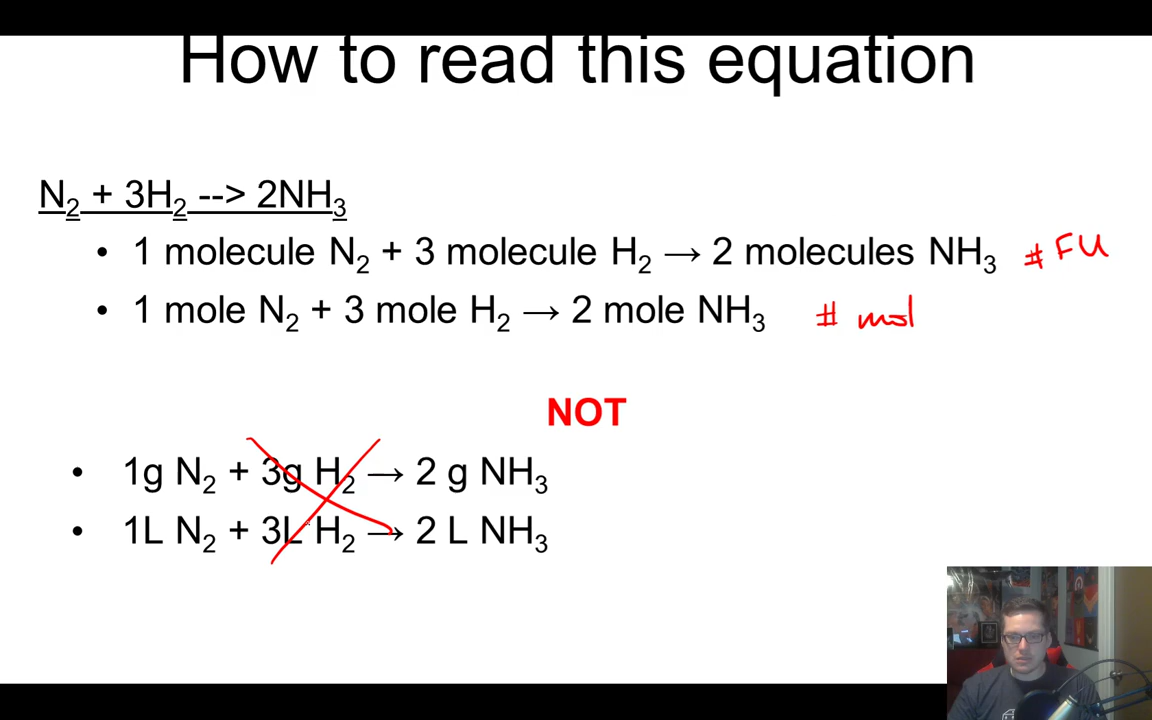 How to read this equation
N₂ + 3H₂ --> 2NH₃
• 1 molecule N₂ + 3 molecule H₂ → 2 molecules NH₃ # FU
• 1 mole N₂ + 3 mole H₂ → 2 mole NH₃ # mol
NOT
• 1g N₂ + 3g H₂ → 2 g NH₃
• 1L N₂ + 3L H₂ → 2 L NH₃